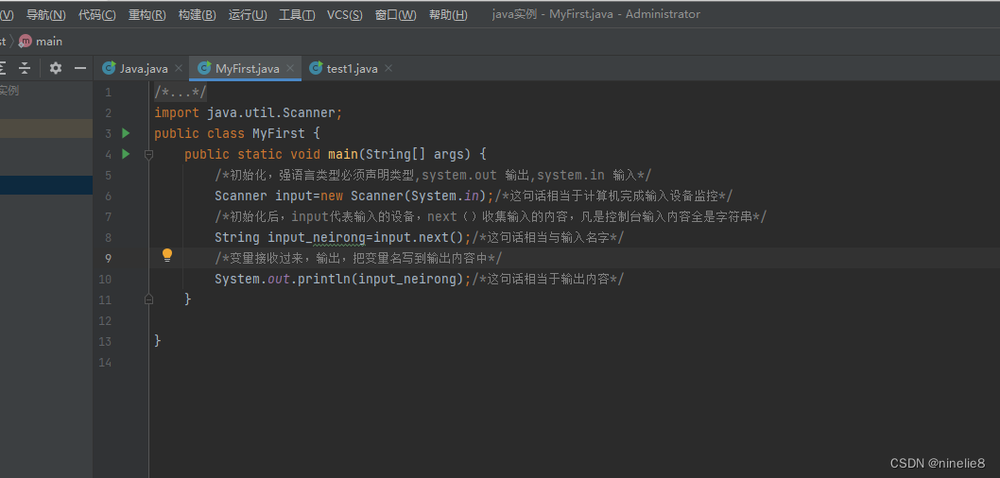 (V) 导航(N) 代码(C) 重构(R) 构建(B) 运行(U) 工具(T) VCS(S) 窗口(W) 帮助(H) java实例 - MyFirst.java - Administrator
st main
Java.java MyFirst.java test1.java
实例
1 /*...*/
2 import java.util.Scanner;
3 public class MyFirst {
4 public static void main(String[] args) {
5 /*初始化，强语言类型必须声明类型,system.out 输出,system.in 输入*/
6 Scanner input=new Scanner(System.in);/*这句话相当于计算机完成输入设备监控*/
7 /*初始化后，input代表输入的设备，next（）收集输入的内容，凡是控制台输入内容全是字符串*/
8 String input_neirong=input.next();/*这句话相当与输入名字*/
9 /*变量接收过来，输出，把变量名写到输出内容中*/
10 System.out.println(input_neirong);/*这句话相当于输出内容*/
11 }
12
13 }
14
CSDN @ninelie8